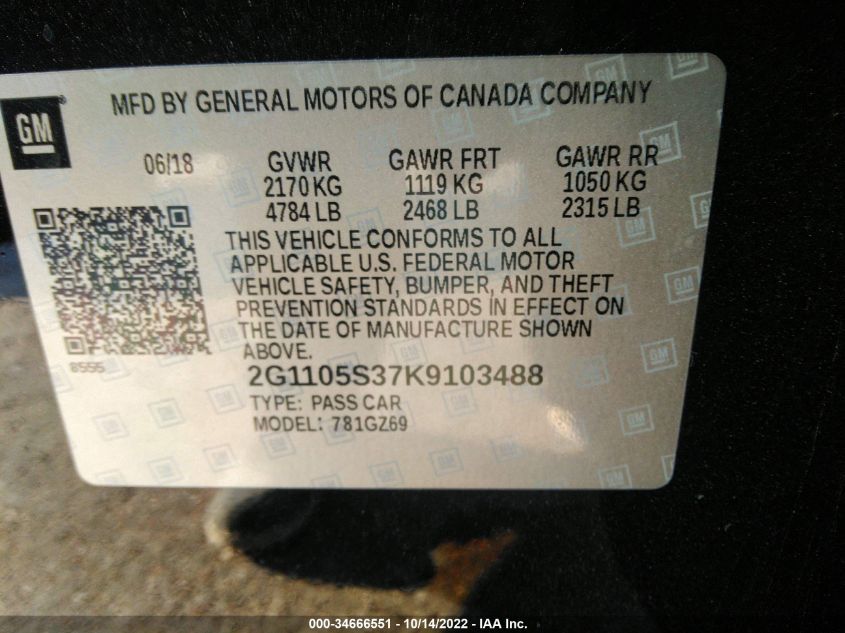 MFD BY GENERAL MOTORS OF CANADA COMPANY
GM
®
06/18 GVWR GAWR FRT GAWR RR
2170 KG 1119 KG 1050 KG
4784 LB 2468 LB 2315 LB
THIS VEHICLE CONFORMS TO ALL
APPLICABLE U.S. FEDERAL MOTOR
VEHICLE SAFETY, BUMPER, AND THEFT
PREVENTION STANDARDS IN EFFECT ON
THE DATE OF MANUFACTURE SHOWN
ABOVE.
8555
2G1105S37K9103488
TYPE: PASS CAR
MODEL: 781GZ69
000-34666551 - 10/14/2022 - IAA Inc.